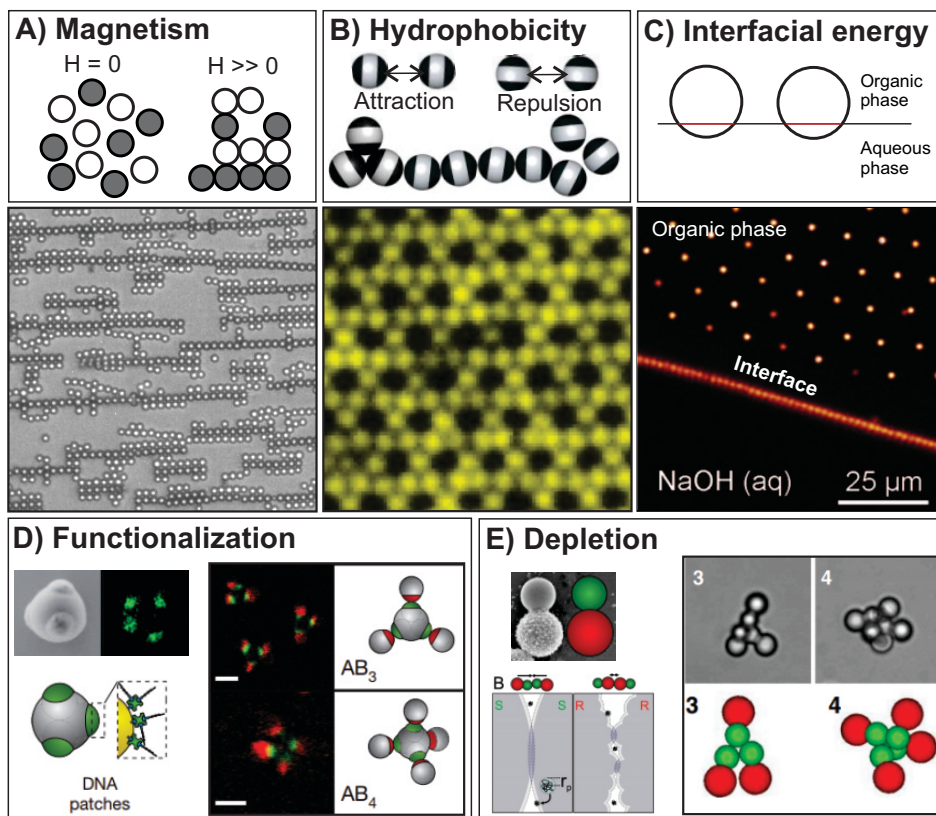 A) Magnetism
H = 0
H >> 0
B) Hydrophobicity
Attraction
Repulsion
C) Interfacial energy
Organic
phase
Aqueous
phase
Organic phase
Interface
NaOH (aq)
25 µm
D) Functionalization
DNA
patches
AB3
AB4
E) Depletion
B
S
S
R
R
rp
3
4
3
4